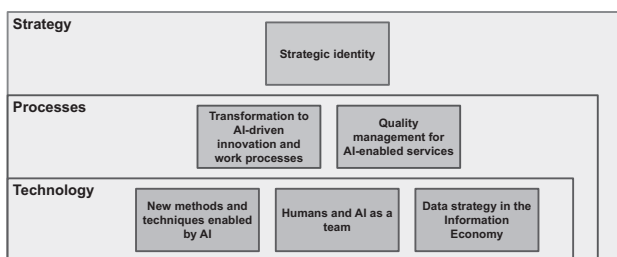 Strategy
Strategic identity
Processes
Transformation to
AI-driven
innovation and
work processes
Quality
management for
AI-enabled services
Technology
New methods and
techniques enabled
by AI
Humans and AI as a
team
Data strategy in the
Information
Economy